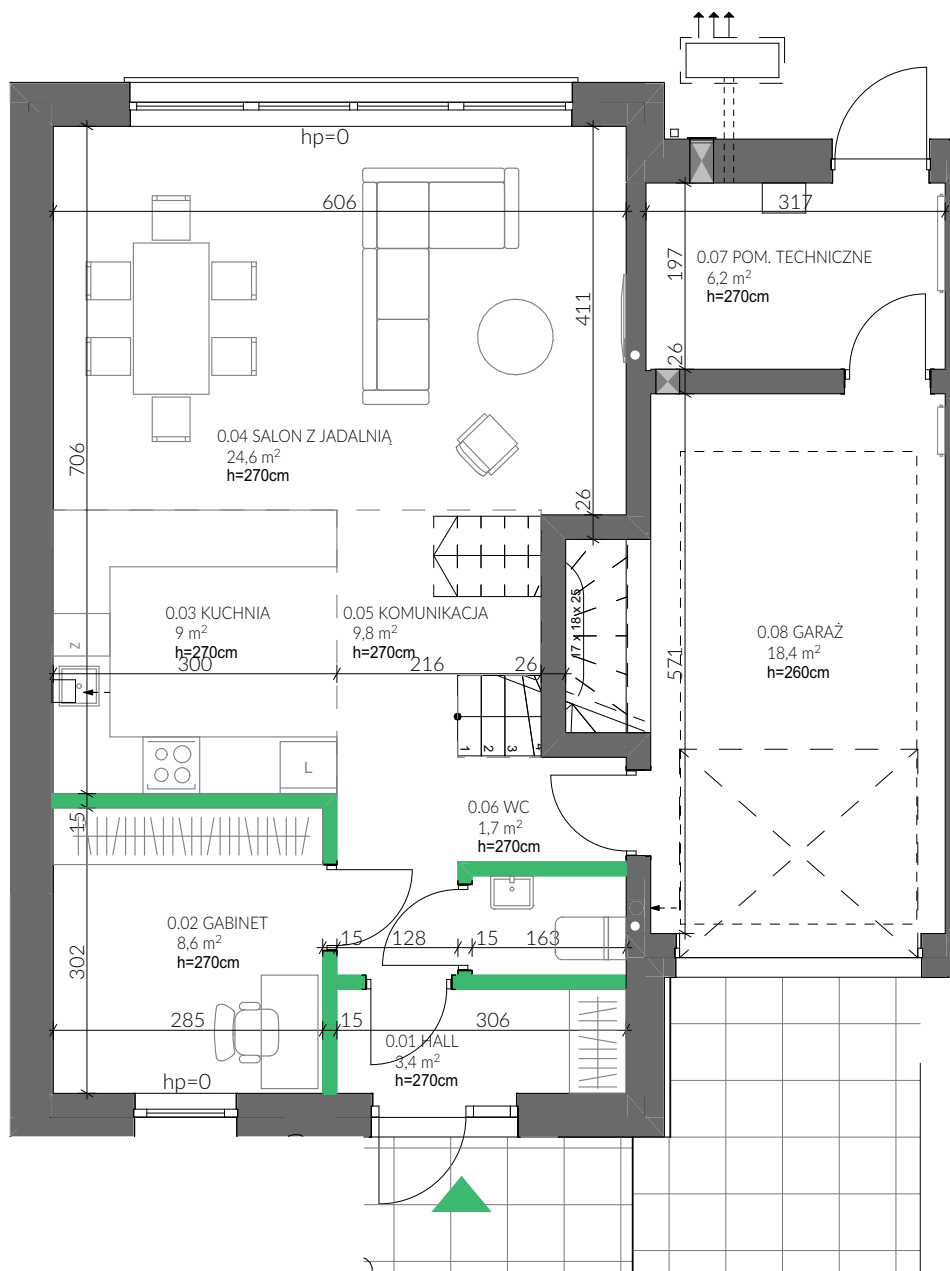 hp=0
606
317
0.07 POM. TECHNICZNE
6,2 m²
h=270cm
197
411
26
0.04 SALON Z JADALNIĄ
24,6 m²
h=270cm
706
26
0.03 KUCHNIA
9 m²
h=270cm
0.05 KOMUNIKACJA
9,8 m²
h=270cm
17 x 18 x 25
0.08 GARAŻ
18,4 m²
h=260cm
Z
300
216
26
571
1
2
3
4
L
0.06 WC
1,7 m²
h=270cm
15
0.02 GABINET
8,6 m²
h=270cm
15
128
15
163
302
285
15
306
0.01 HALL
3,4 m²
h=270cm
hp=0